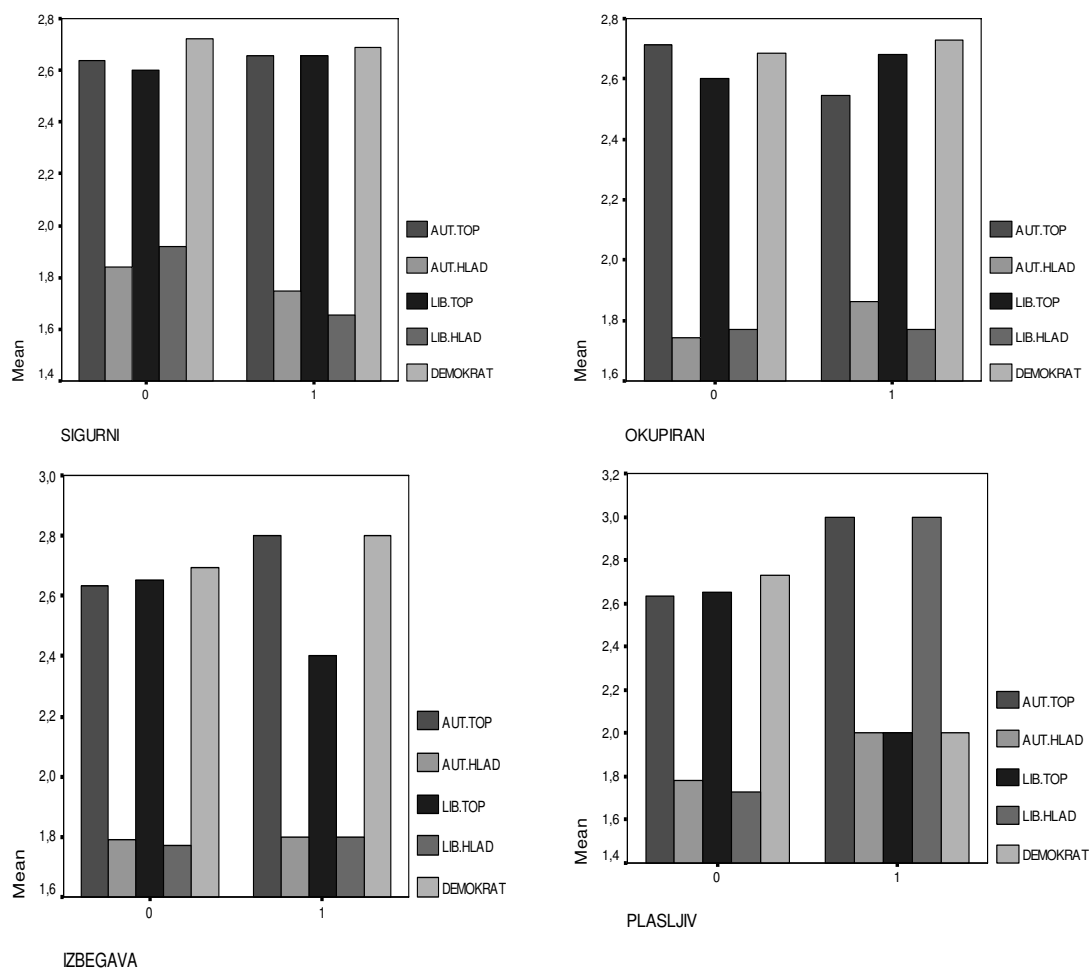 2,8
2,6
2,4
2,2
2,0
1,8
1,6
1,4
Mean
0
1
SIGURNI
AUT.TOP
AUT.HLAD
LIB.TOP
LIB.HLAD
DEMOKRAT
2,8
2,6
2,4
2,2
2,0
1,8
1,6
Mean
0
1
OKUPIRAN
AUT.TOP
AUT.HLAD
LIB.TOP
LIB.HLAD
DEMOKRAT
3,0
2,8
2,6
2,4
2,2
2,0
1,8
1,6
Mean
0
1
IZBEGAVA
AUT.TOP
AUT.HLAD
LIB.TOP
LIB.HLAD
DEMOKRAT
3,2
3,0
2,8
2,6
2,4
2,2
2,0
1,8
1,6
1,4
Mean
0
1
PLASLJIV
AUT.TOP
AUT.HLAD
LIB.TOP
LIB.HLAD
DEMOKRAT